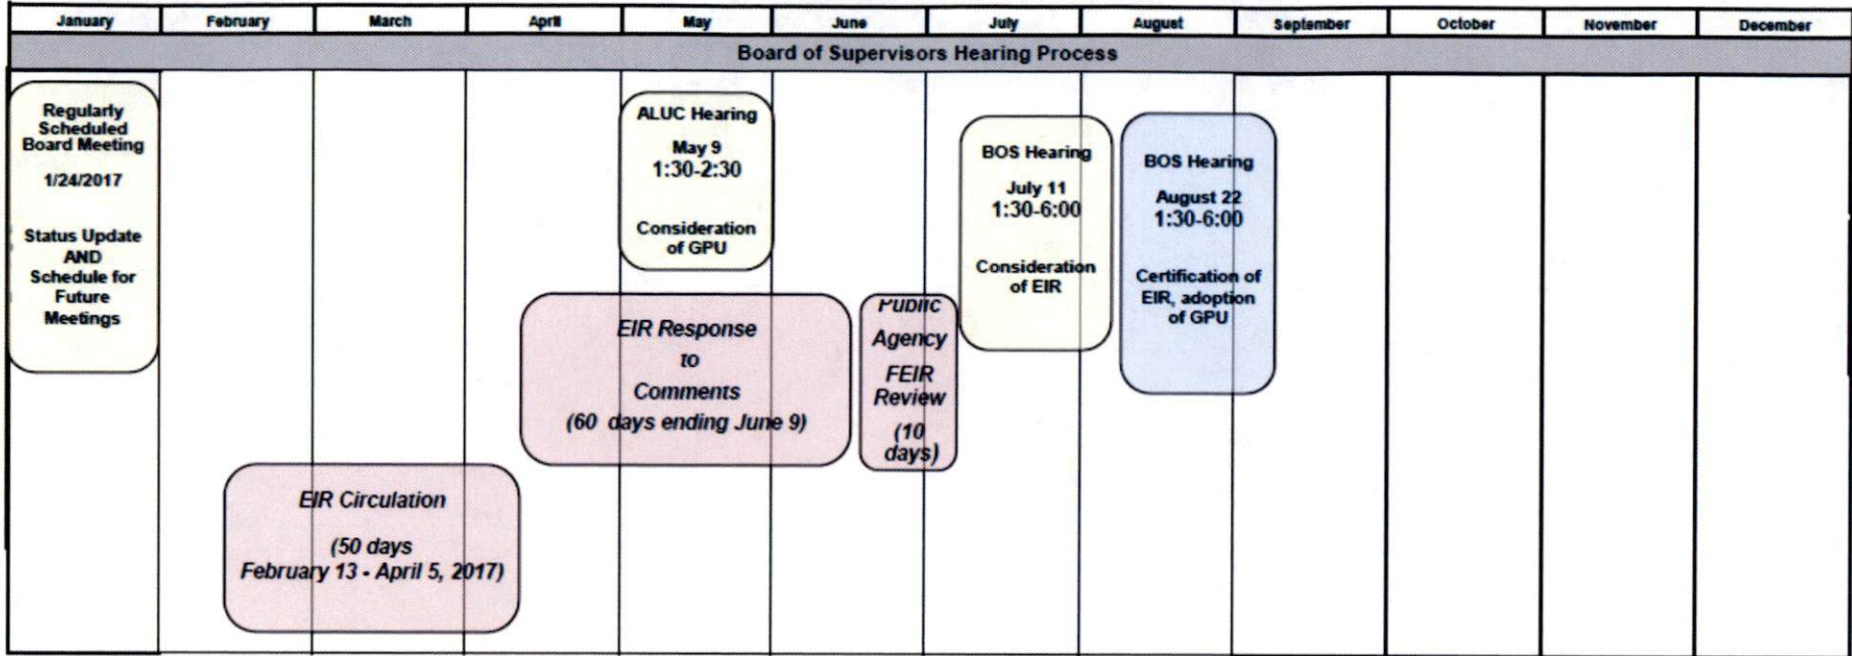 January February March April May June July August September October November December
Board of Supervisors Hearing Process
Regularly
Scheduled
Board Meeting
1/24/2017
Status Update
AND
Schedule for
Future
Meetings
ALUC Hearing
May 9
1:30-2:30
Consideration
of GPU
BOS Hearing
July 11
1:30-6:00
Consideration
of EIR
BOS Hearing
August 22
1:30-6:00
Certification of
EIR, adoption
of GPU
EIR Response
to
Comments
(60 days ending June 9)
Public
Agency
FEIR
Review
(10
days)
EIR Circulation
(50 days
February 13 - April 5, 2017)